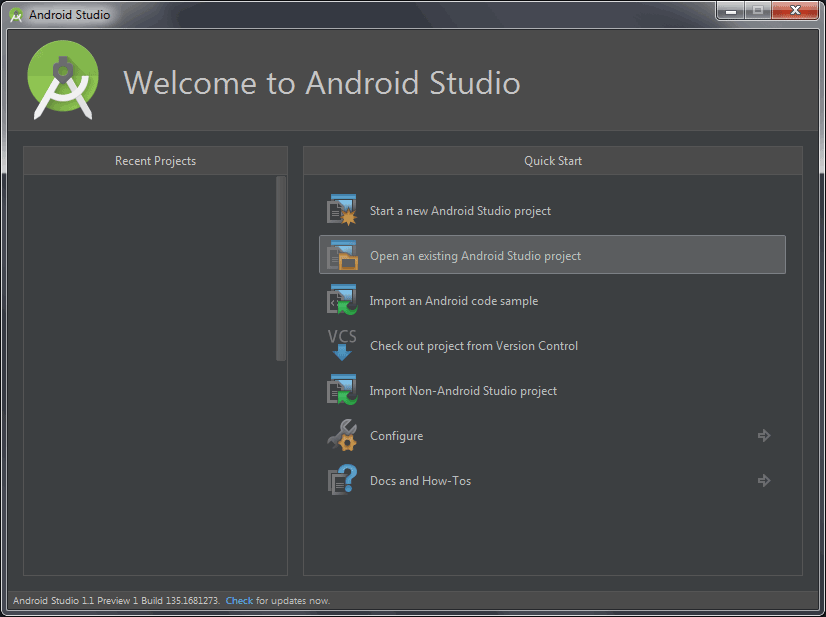 Android Studio
Welcome to Android Studio
Recent Projects
Quick Start
Start a new Android Studio project
Open an existing Android Studio project
Import an Android code sample
VCS
Check out project from Version Control
Import Non-Android Studio project
Configure
Docs and How-Tos
Android Studio 1.1 Preview 1 Build 135.1681273. Check for updates now.